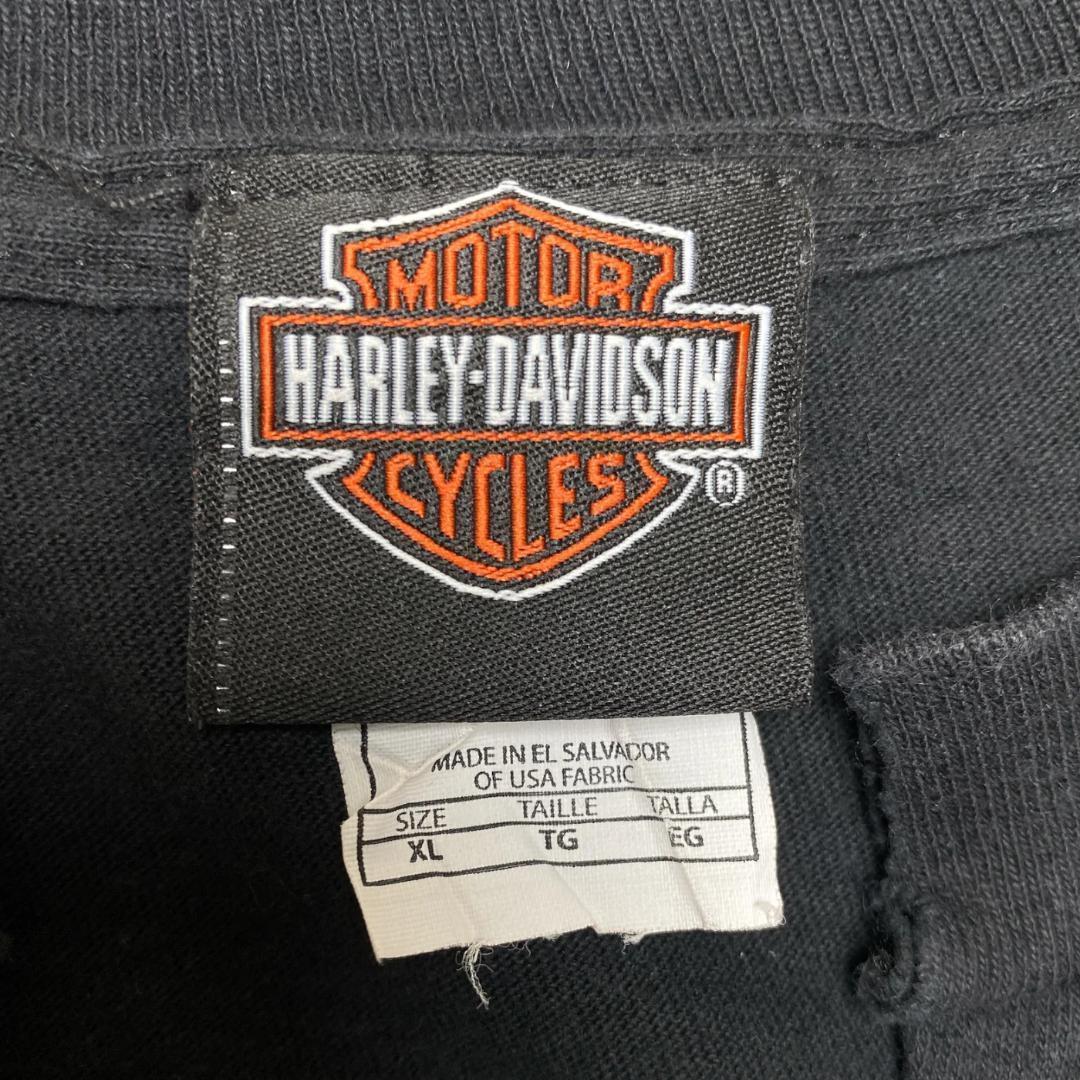 MOTOR
HARLEY-DAVIDSON
CYCLES
®
MADE IN EL SALVADOR
OF USA FABRIC
SIZE TAILLE TALLA
XL TG EG